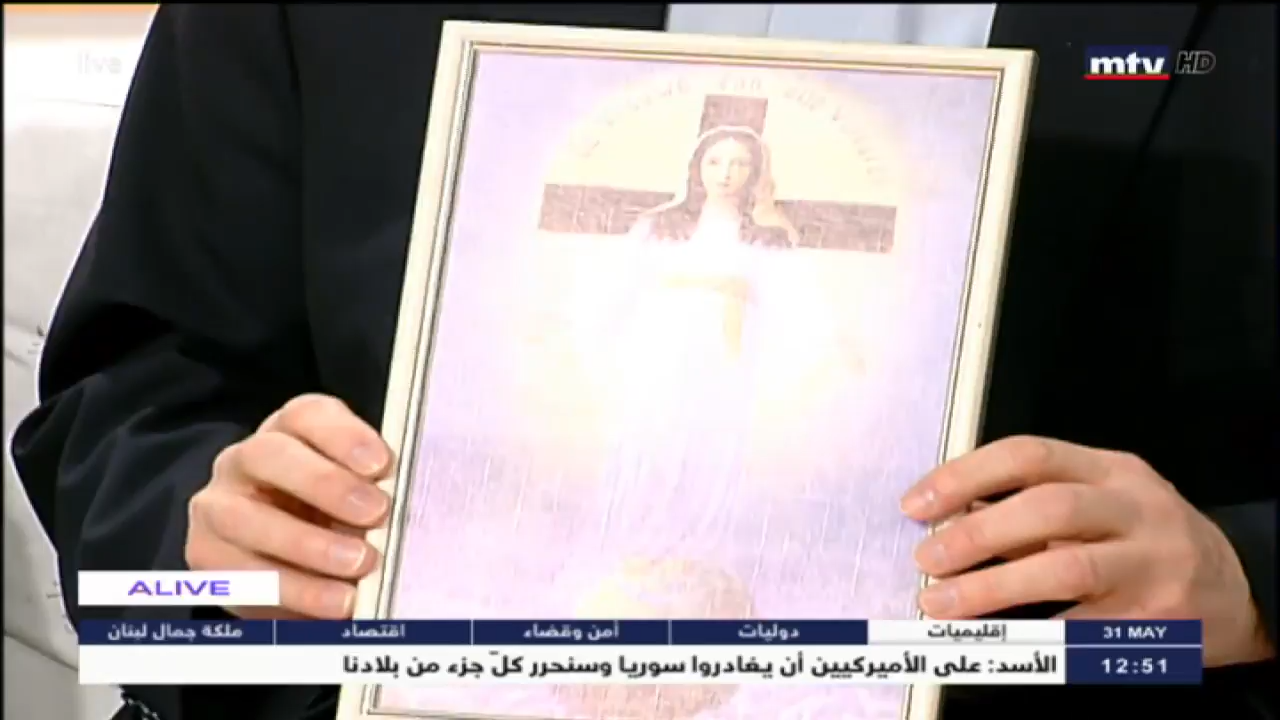 live
mtv HD
ALIVE
إقليميات
دوليات
أمن وقضاء
اقتصاد
ملكة جمال لبنان
31 MAY
الأسد: على الأميركيين أن يغادروا سوريا وسنحرر كلّ جزء من بلادنا
12:51